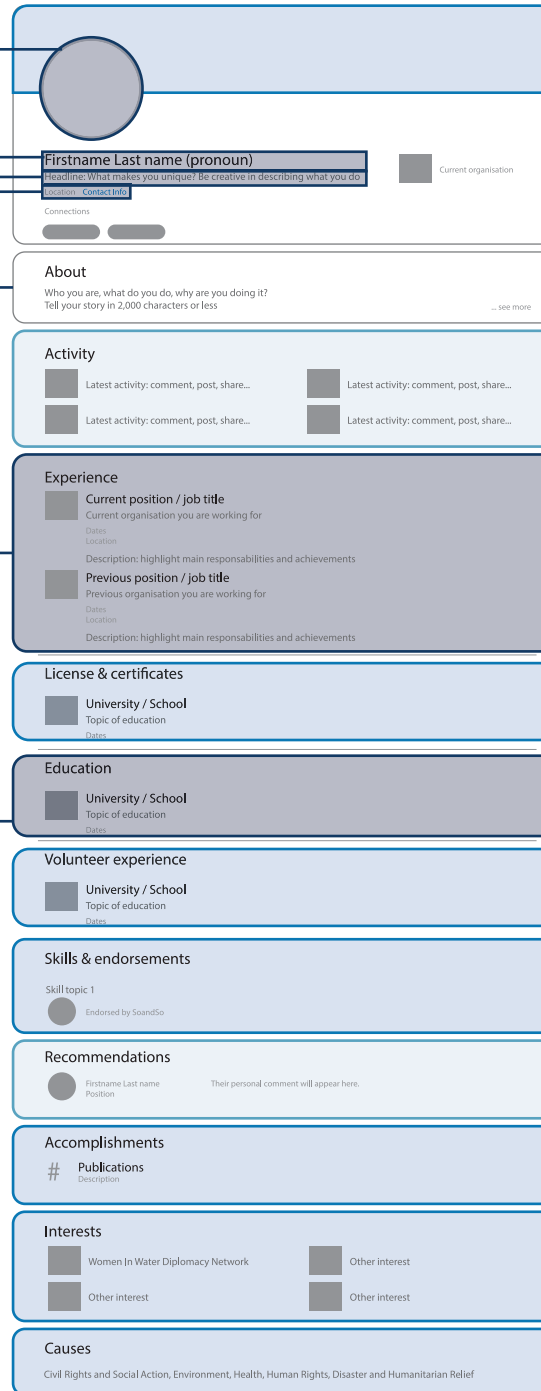 Firstname Last name (pronoun)
Headline: What makes you unique? Be creative in describing what you do
Current organisation
Location Contact Info
Connections
About
Who you are, what do you do, why are you doing it?
Tell your story in 2,000 characters or less
... see more
Activity
Latest activity: comment, post, share... Latest activity: comment, post, share...
Latest activity: comment, post, share... Latest activity: comment, post, share...
Experience
Current position / job title
Current organisation you are working for
Dates
Location
Description: highlight main responsabilities and achievements
Previous position / job title
Previous organisation you are working for
Dates
Location
Description: highlight main responsabilities and achievements
License & certificates
University / School
Topic of education
Dates
Education
University / School
Topic of education
Dates
Volunteer experience
University / School
Topic of education
Dates
Skills & endorsements
Skill topic 1
Endorsed by SoandSo
Recommendations
Firstname Last name Their personal comment will appear here.
Position
Accomplishments
# Publications
Description
Interests
Women In Water Diplomacy Network Other interest
Other interest Other interest
Causes
Civil Rights and Social Action, Environment, Health, Human Rights, Disaster and Humanitarian Relief